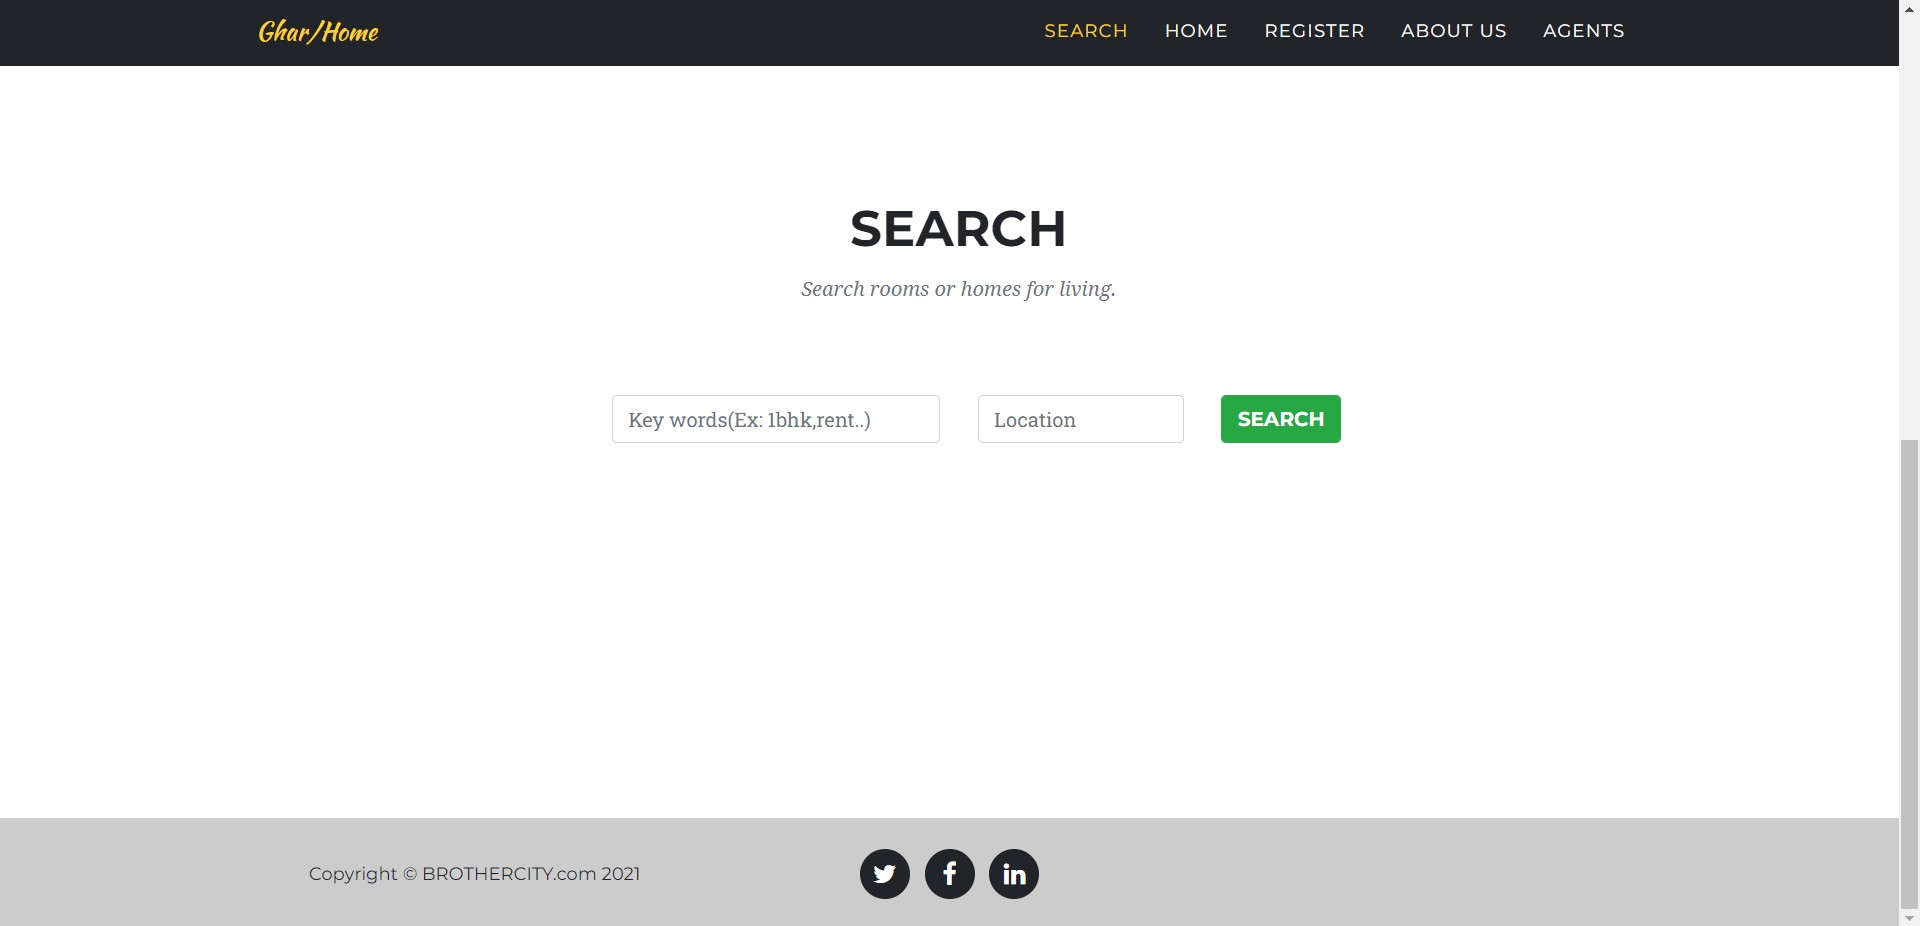 Ghar/Home
SEARCH HOME REGISTER ABOUT US AGENTS
SEARCH
Search rooms or homes for living.
Key words(Ex: 1bhk,rent..) Location SEARCH
Copyright © BROTHERCITY.com 2021